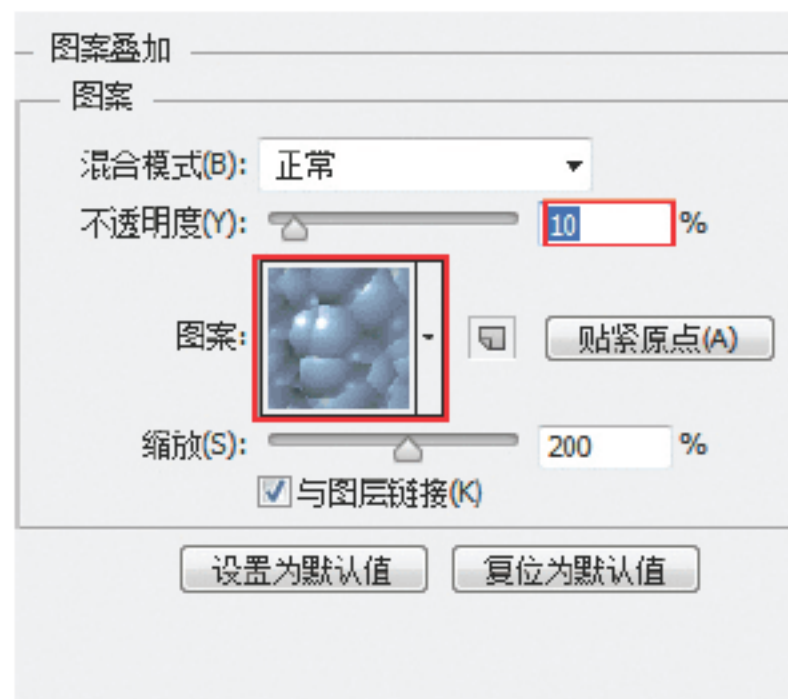 图案叠加
图案
混合模式(B): 正常
不透明度(Y): 10 %
图案: 贴紧原点(A)
缩放(S): 200 %
与图层链接(K)
设置为默认值 复位为默认值